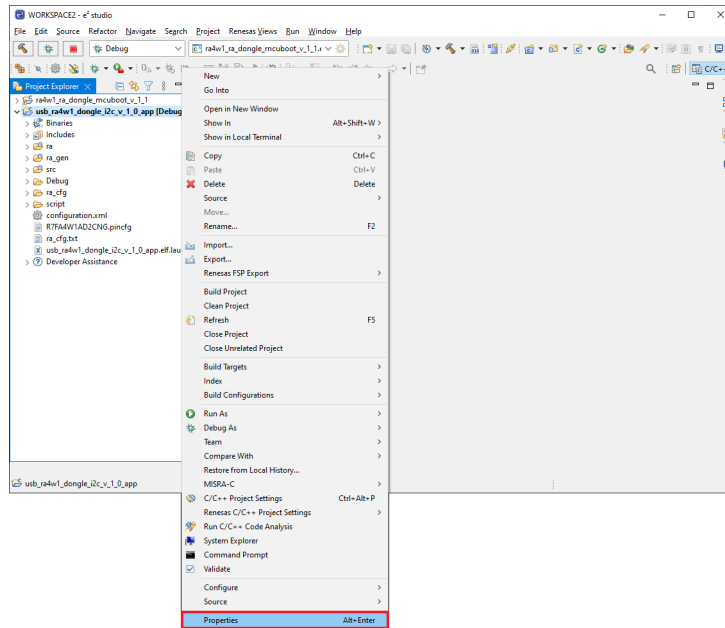 WORKSPACE2 - e² studio
File Edit Source Refactor Navigate Search Project Renesas Views Run Window Help
Debug
ra4w1_ra_dongle_mcuboot_v_1_1.
C/C++
Project Explorer
ra4w1_ra_dongle_mcuboot_v_1_1
usb_ra4w1_dongle_i2c_v_1_0_app [Debug
Binaries
Includes
ra
ra_gen
src
Debug
ra_cfg
script
configuration.xml
R7FA4W1AD2CNG.pincfg
ra_cfg.txt
usb_ra4w1_dongle_i2c_v_1_0_app.elf.lau
Developer Assistance
usb_ra4w1_dongle_i2c_v_1_0_app
New
Go Into
Open in New Window
Show In Alt+Shift+W
Show in Local Terminal
Copy Ctrl+C
Paste Ctrl+V
Delete Delete
Source
Move...
Rename... F2
Import...
Export...
Renesas FSP Export
Build Project
Clean Project
Refresh F5
Close Project
Close Unrelated Project
Build Targets
Index
Build Configurations
Run As
Debug As
Team
Compare With
Restore from Local History...
MISRA-C
C/C++ Project Settings Ctrl+Alt+P
Renesas C/C++ Project Settings
Run C/C++ Code Analysis
System Explorer
Command Prompt
Validate
Configure
Source
Properties Alt+Enter